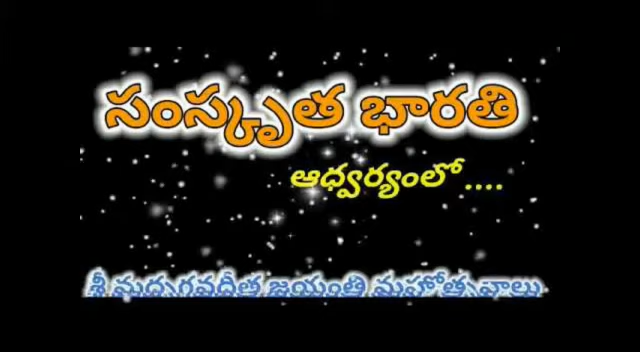 సంస్కృత భారతి
ఆధ్వర్యంలో....
శ్రీ మద్భగవద్గీత జయంతి మహోత్సవాలు